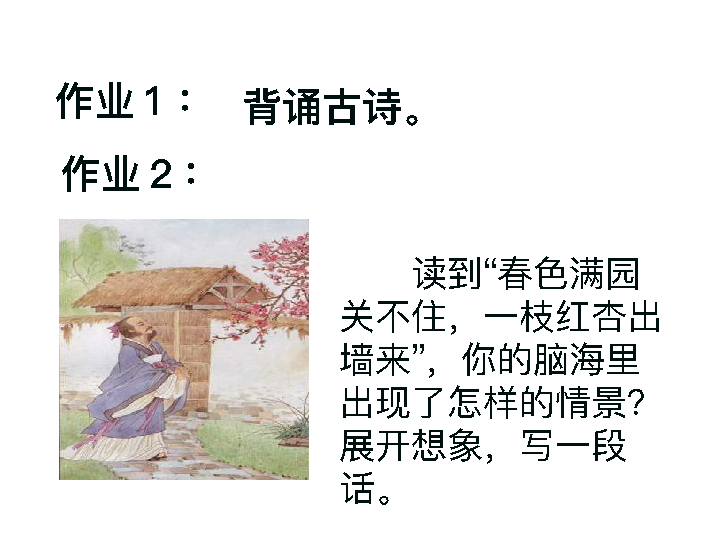 作业 1： 背诵古诗。
作业 2：
读到“春色满园
关不住，一枝红杏出
墙来”，你的脑海里
出现了怎样的情景？
展开想象，写一段
话。